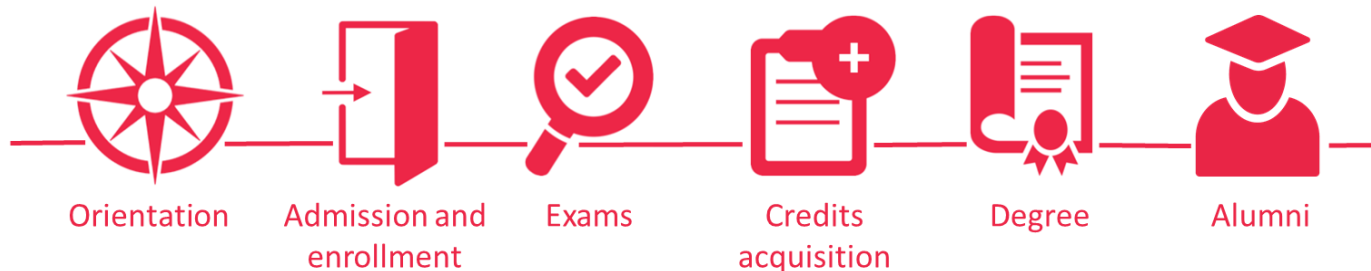 Orientation
Admission and
enrollment
Exams
Credits
acquisition
Degree
Alumni